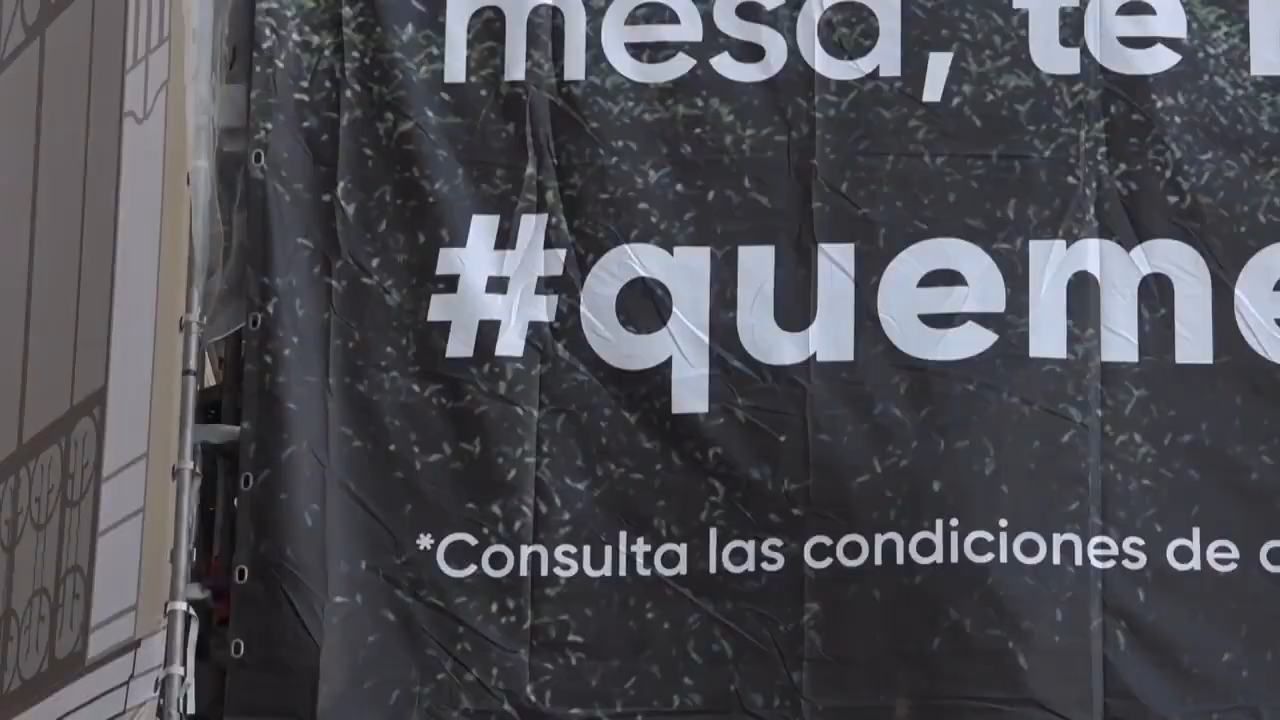 mesa, te
#queme
*Consulta las condiciones de